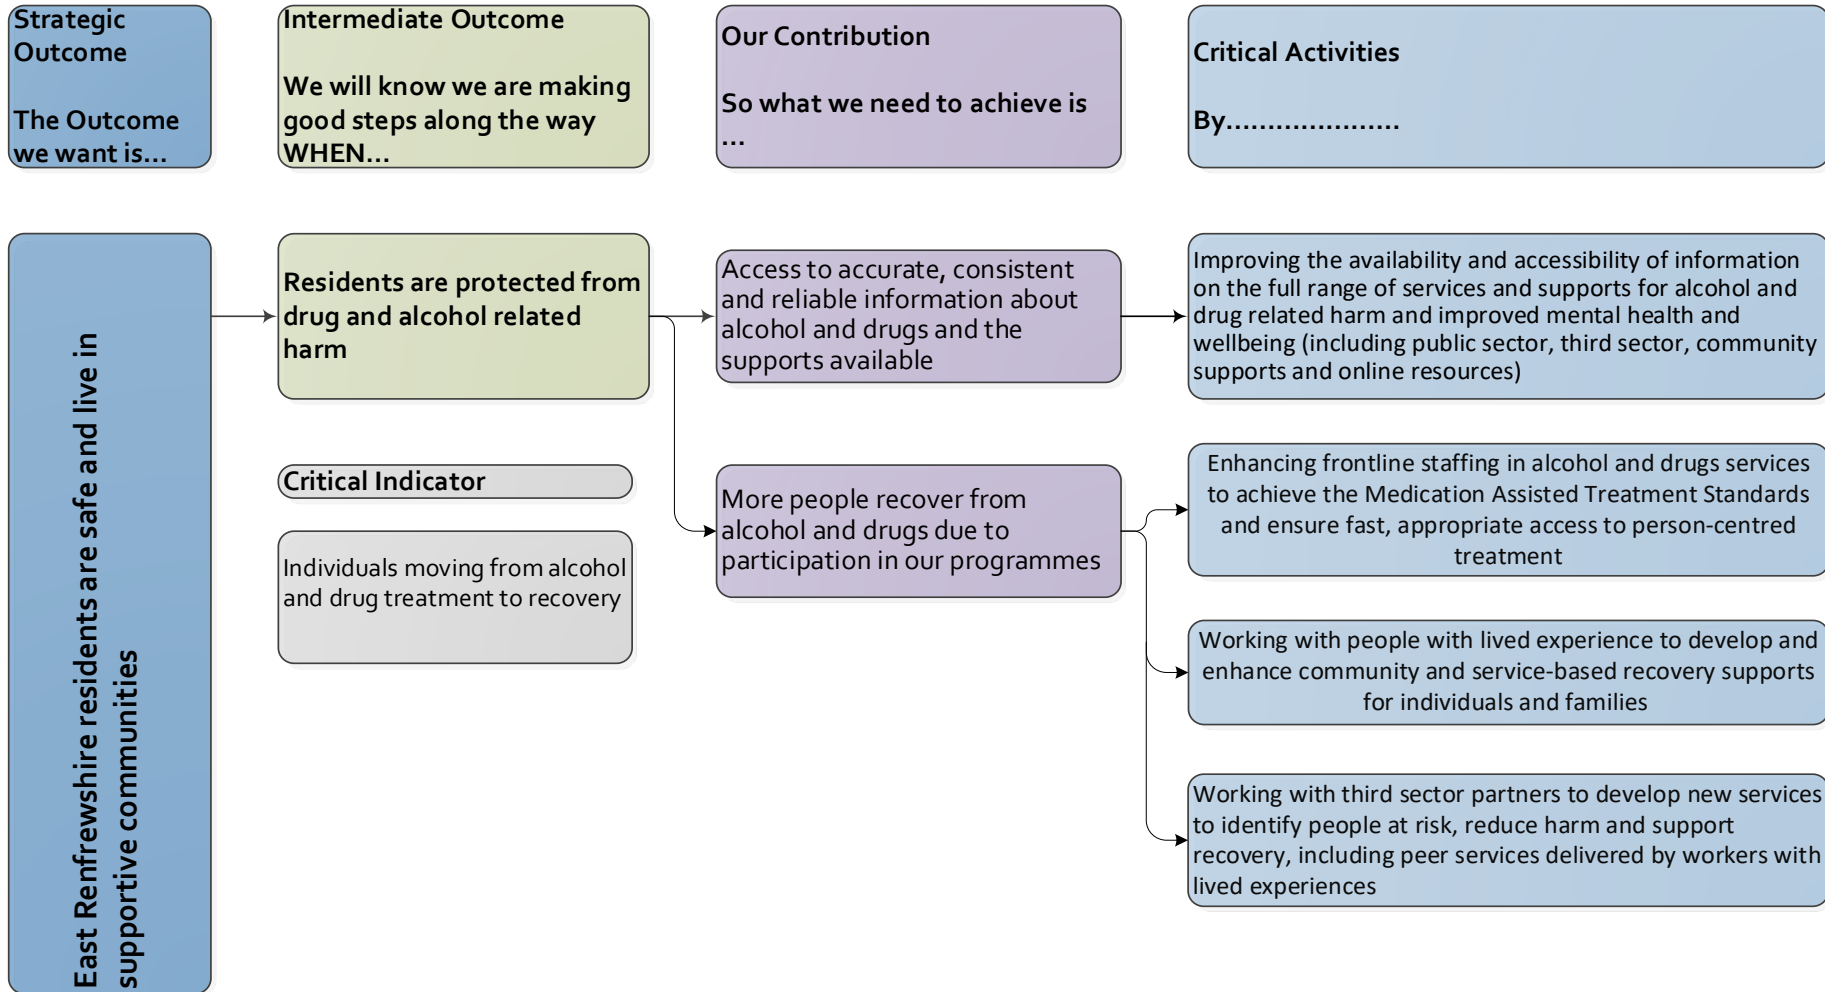 Strategic
Outcome
The Outcome
we want is...
Intermediate Outcome
We will know we are making
good steps along the way
WHEN...
Our Contribution
So what we need to achieve is
...
Critical Activities
By.....................
East Renfrewshire residents are safe and live in
supportive communities
Residents are protected from
drug and alcohol related
harm
Critical Indicator
Individuals moving from alcohol
and drug treatment to recovery
Access to accurate, consistent
and reliable information about
alcohol and drugs and the
supports available
More people recover from
alcohol and drugs due to
participation in our programmes
Improving the availability and accessibility of information
on the full range of services and supports for alcohol and
drug related harm and improved mental health and
wellbeing (including public sector, third sector, community
supports and online resources)
Enhancing frontline staffing in alcohol and drugs services
to achieve the Medication Assisted Treatment Standards
and ensure fast, appropriate access to person-centred
treatment
Working with people with lived experience to develop and
enhance community and service-based recovery supports
for individuals and families
Working with third sector partners to develop new services
to identify people at risk, reduce harm and support
recovery, including peer services delivered by workers with
lived experiences